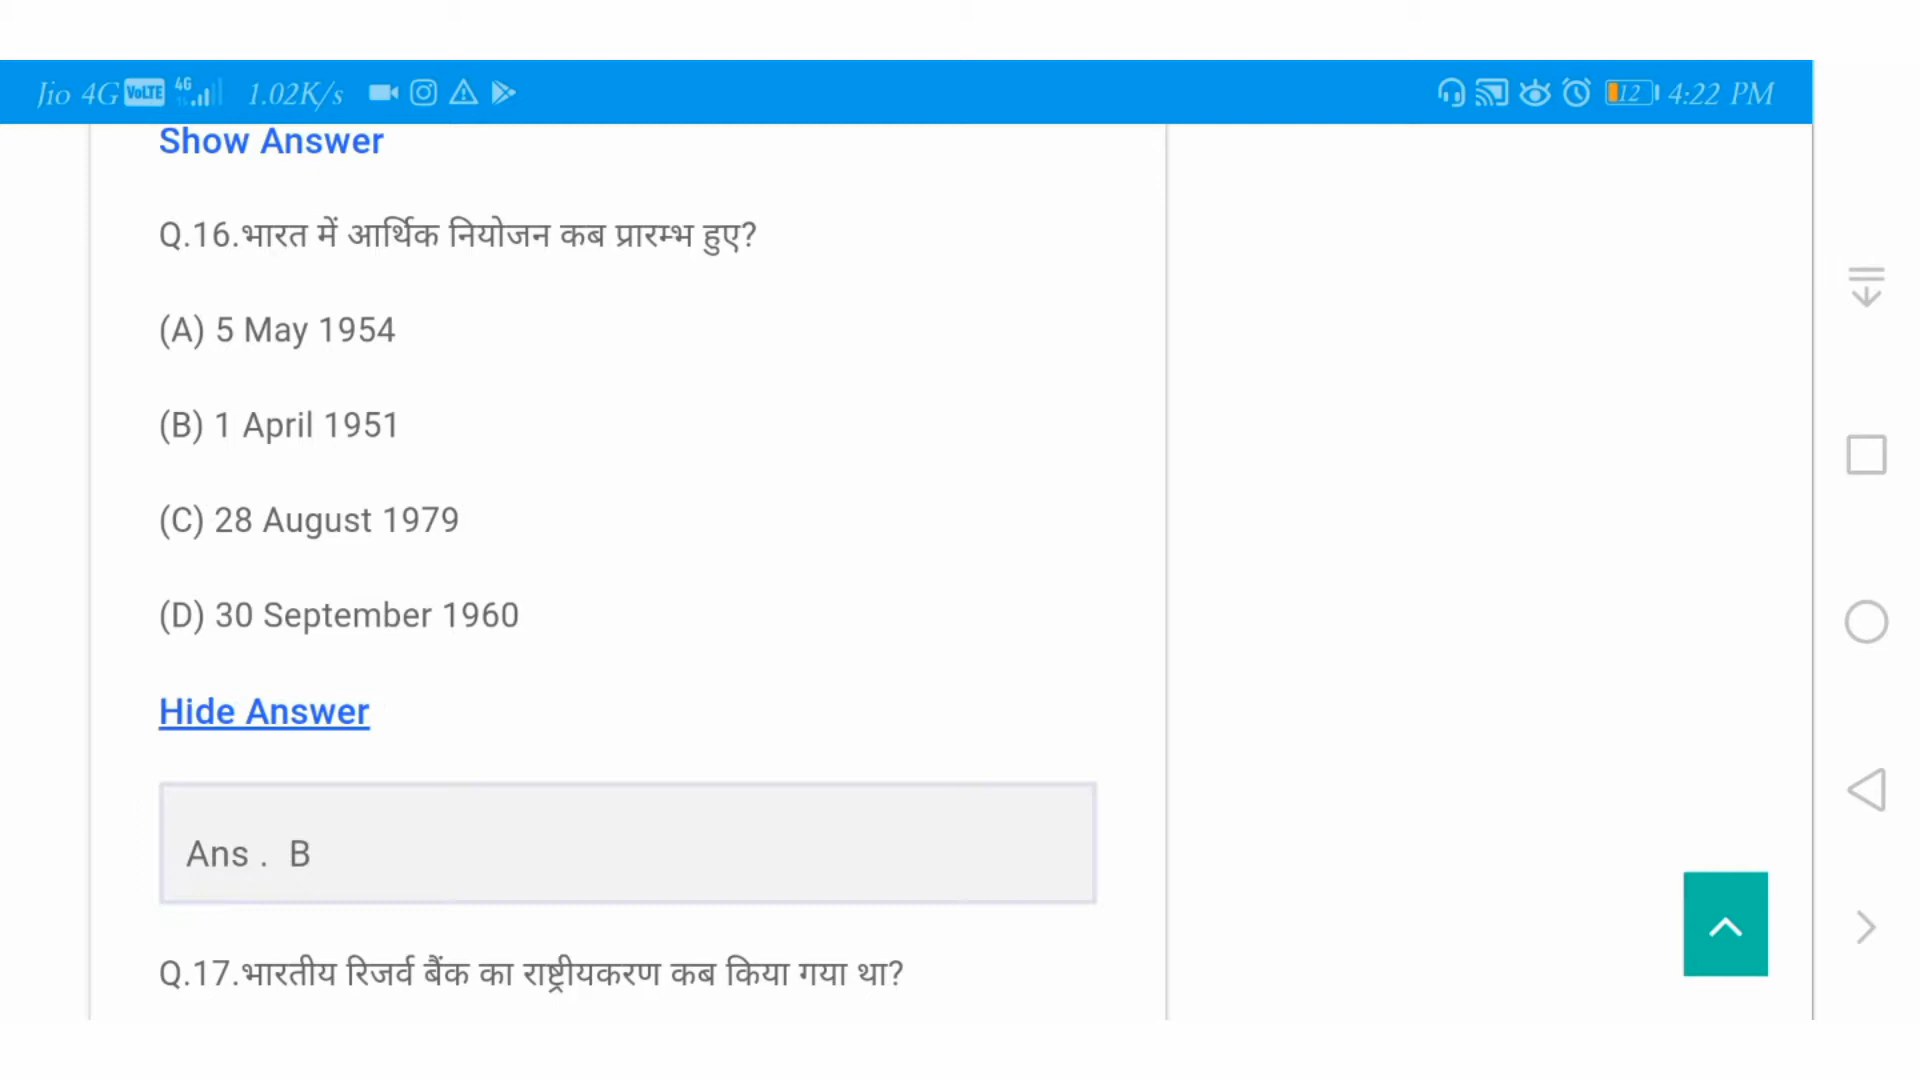 Jio 4G VoLTE 4G 1.02K/s 12 4:22 PM
Show Answer
Q.16.भारत में आर्थिक नियोजन कब प्रारम्भ हुए?
(A) 5 May 1954
(B) 1 April 1951
(C) 28 August 1979
(D) 30 September 1960
Hide Answer
Ans . B
Q.17.भारतीय रिजर्व बैंक का राष्ट्रीयकरण कब किया गया था?